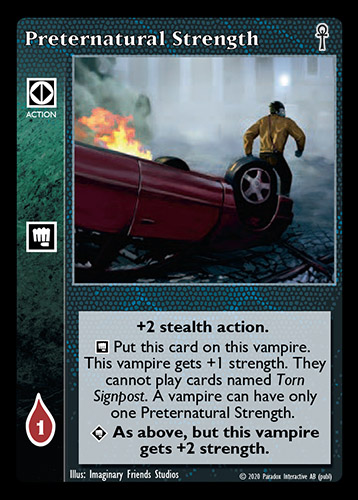 Preternatural Strength
ACTION
+2 stealth action.
Put this card on this vampire.
This vampire gets +1 strength. They
cannot play cards named Torn
Signpost. A vampire can have only
one Preternatural Strength.
As above, but this vampire
gets +2 strength.
1
Illus: Imaginary Friends Studios
© 2020 Paradox Interactive AB (publ)